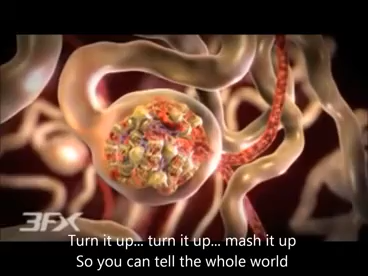 3FX
Turn it up... turn it up... mash it up
So you can tell the whole world